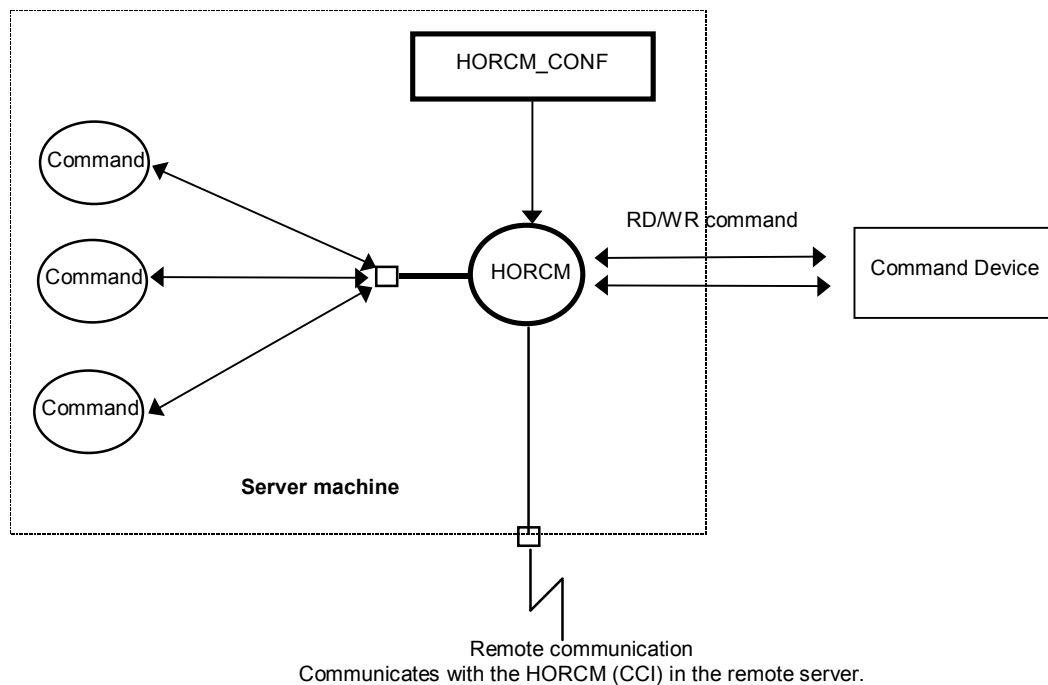 HORCM_CONF
Command
RD/WR command
Command
HORCM
Command Device
Command
Server machine
Remote communication
Communicates with the HORCM (CCI) in the remote server.